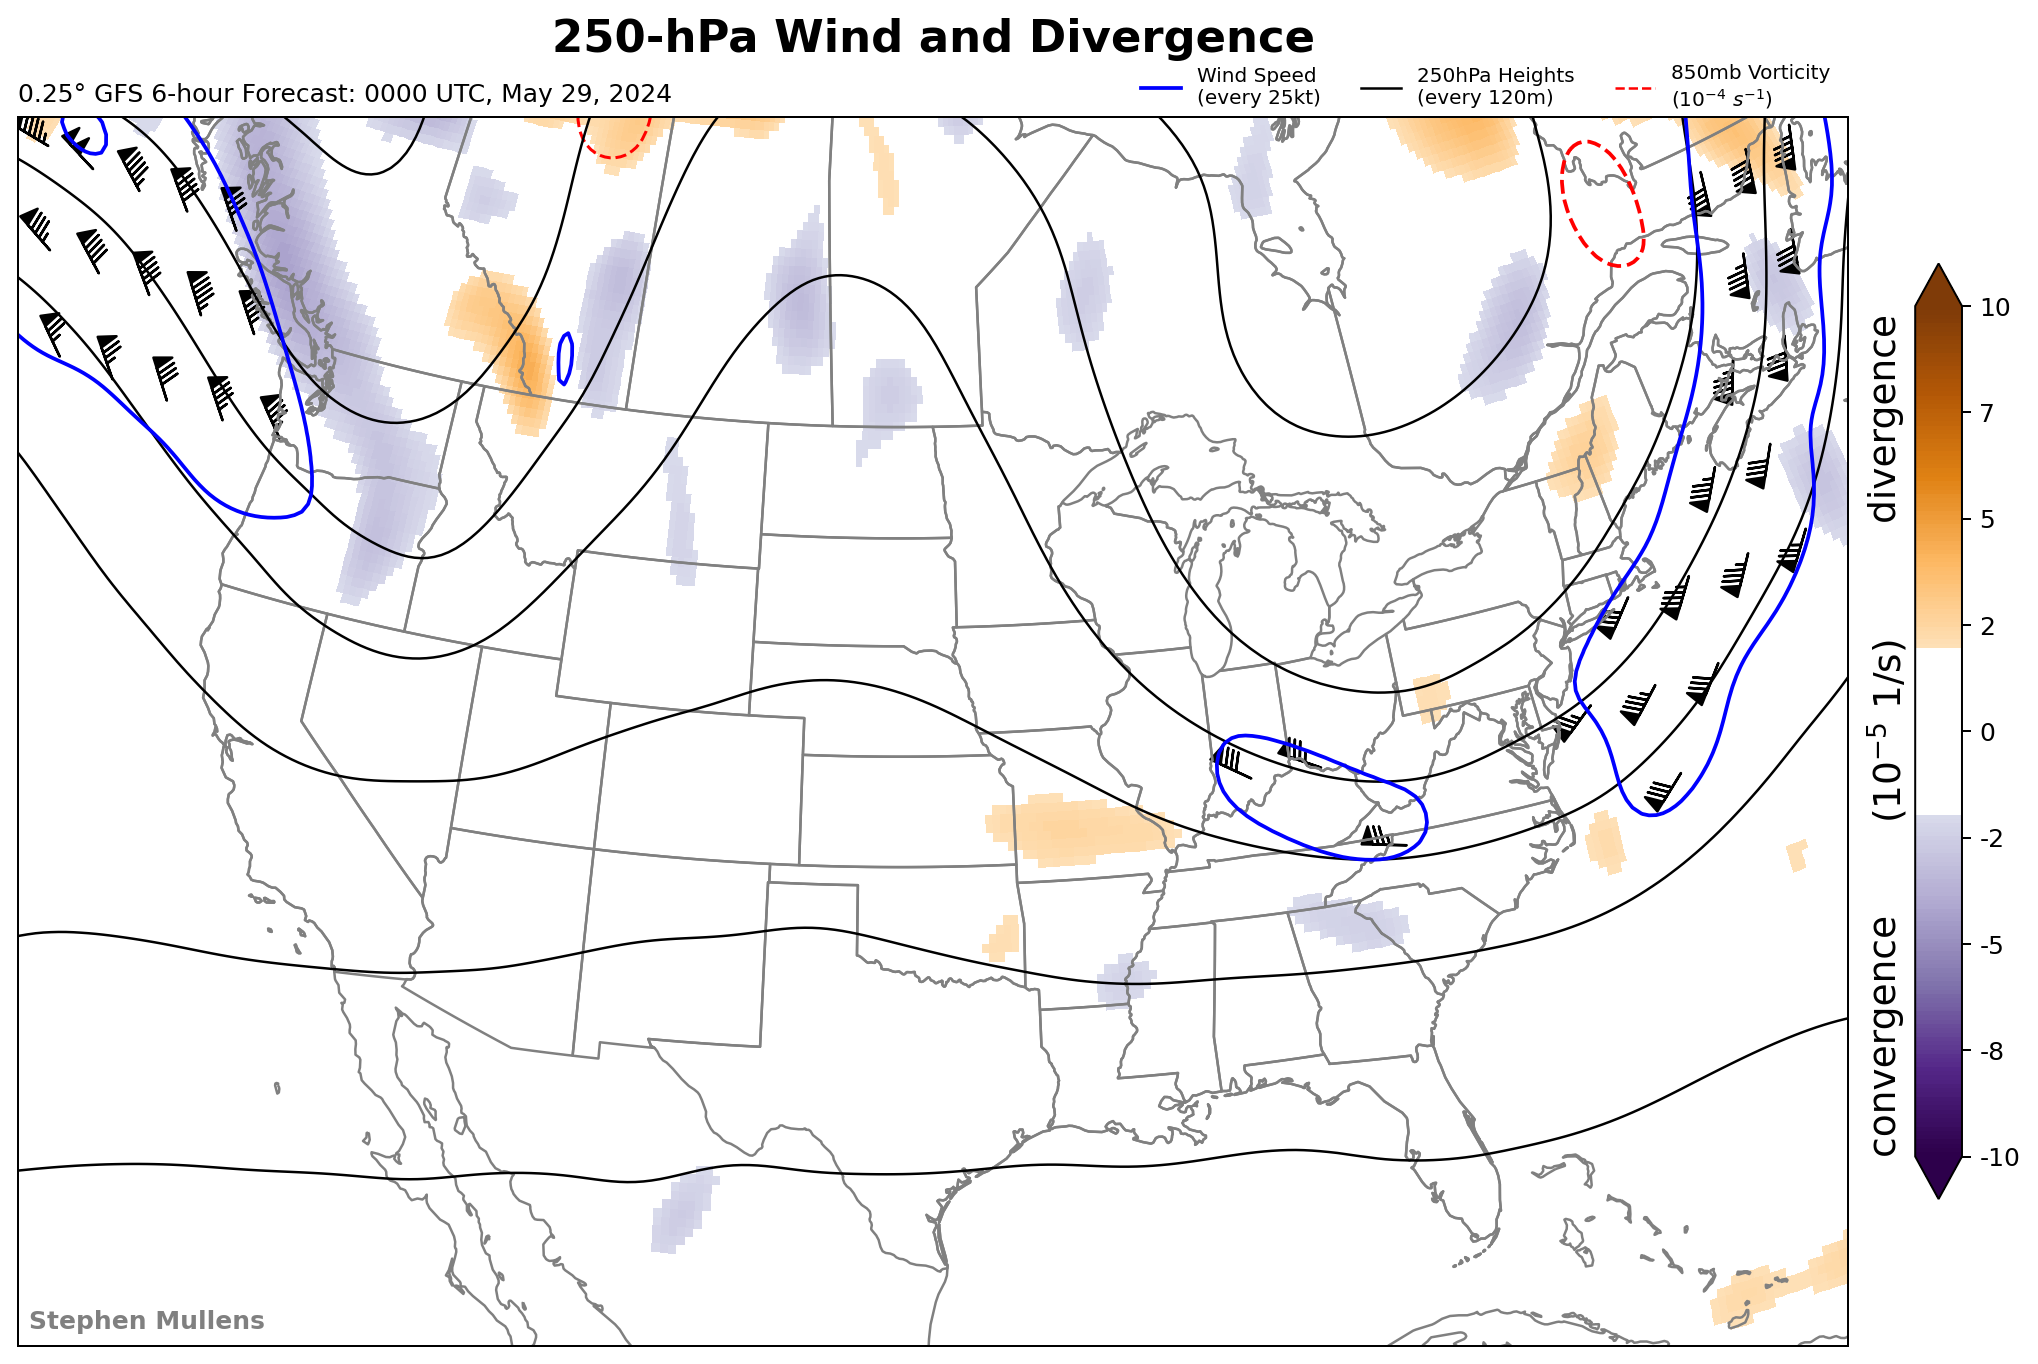 250-hPa Wind and Divergence
0.25° GFS 6-hour Forecast: 0000 UTC, May 29, 2024
Wind Speed
(every 25kt)
250hPa Heights
(every 120m)
850mb Vorticity
(10⁻⁴ s⁻¹)
10
7
5
2
0
-2
-5
-8
-10
divergence
(10⁻⁵ 1/s)
convergence
Stephen Mullens